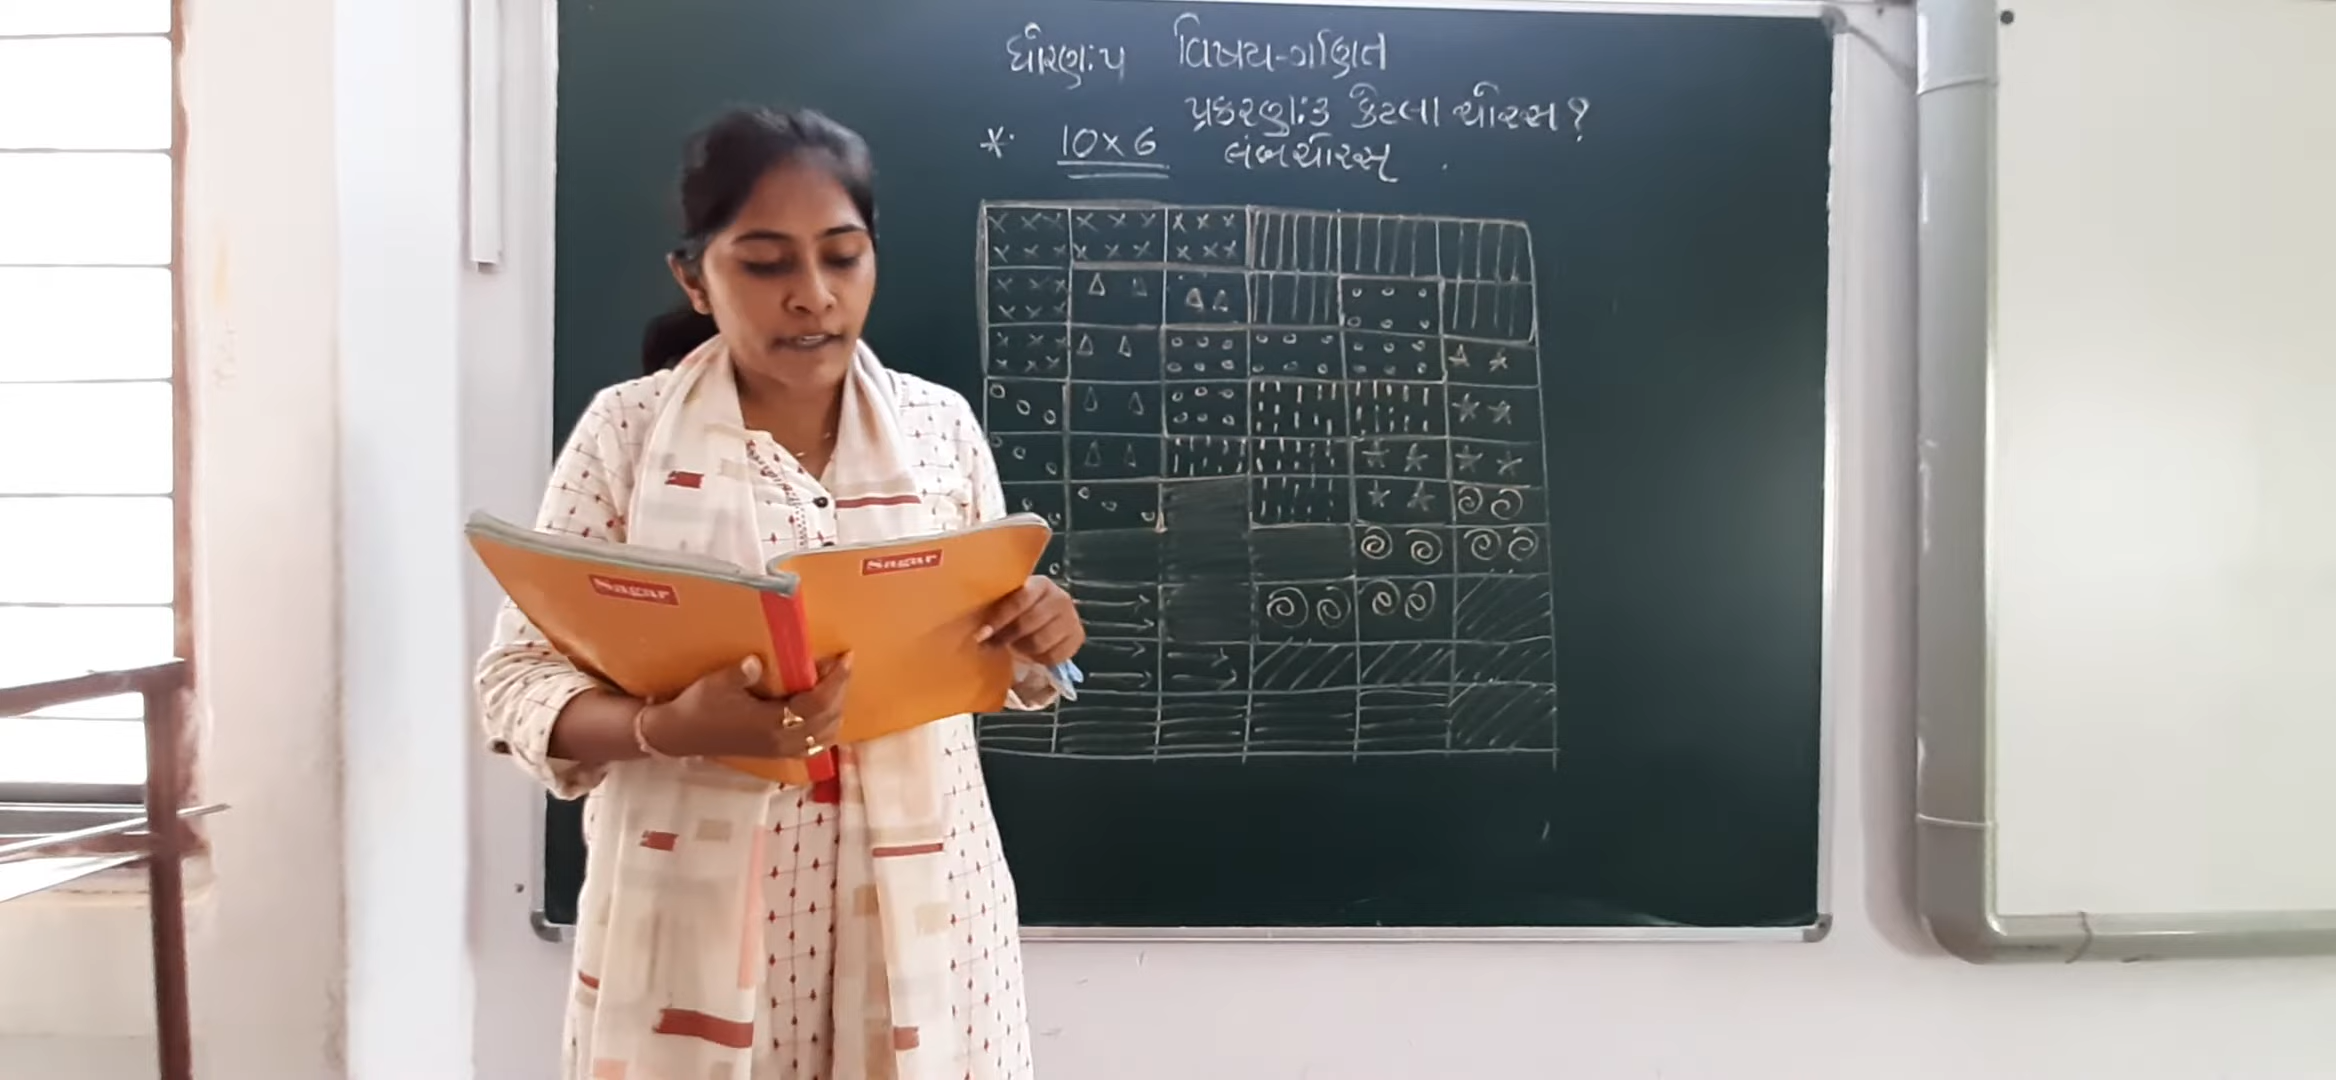 ધોરણ:૫ વિષય-ગણિત
પ્રકરણ:૩ કેટલા ચોરસ?
* 10×6 લંબચોરસ
Sagar Sagar